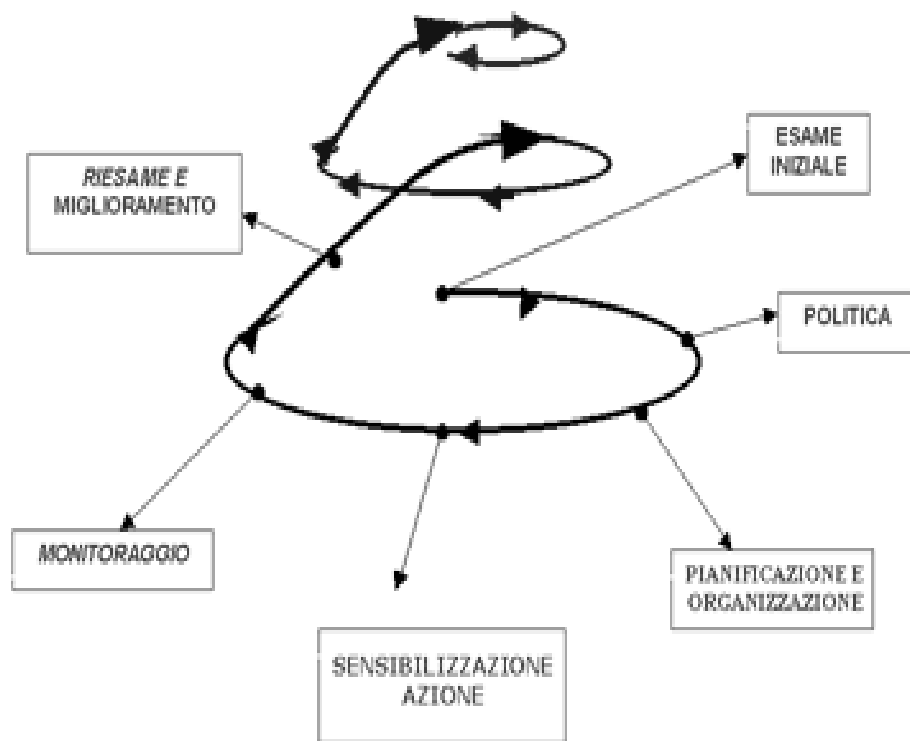 ESAME
INIZIALE
RIESAME E
MIGLIORAMENTO
POLITICA
MONITORAGGIO
PIANIFICAZIONE E
ORGANIZZAZIONE
SENSIBILIZZAZIONE
AZIONE